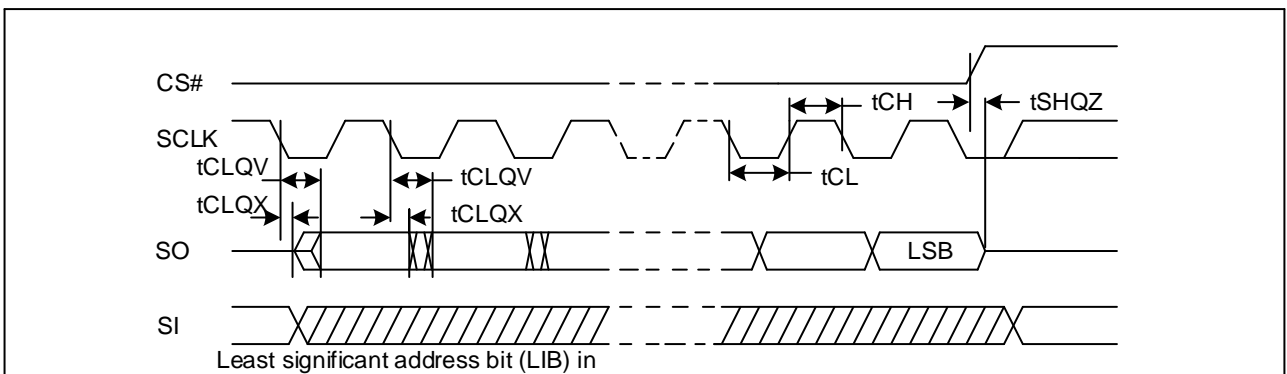 CS#
tCH
tSHQZ
SCLK
tCLQV
tCLQV
tCL
tCLQX
tCLQX
SO
LSB
SI
Least significant address bit (LIB) in